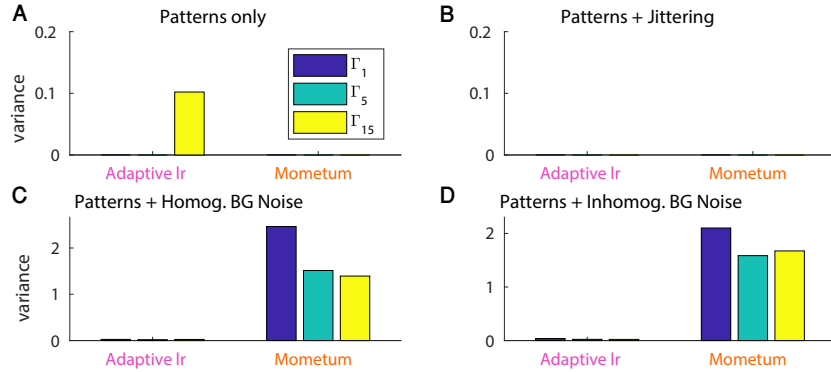 A
Patterns only
0.2
0.1
0
variance
Γ1
Γ5
Γ15
Adaptive lr
Mometum
B
Patterns + Jittering
0.2
0.1
0
Adaptive lr
Mometum
C
Patterns + Homog. BG Noise
2
1
0
variance
Adaptive lr
Mometum
D
Patterns + Inhomog. BG Noise
2
1
0
Adaptive lr
Mometum